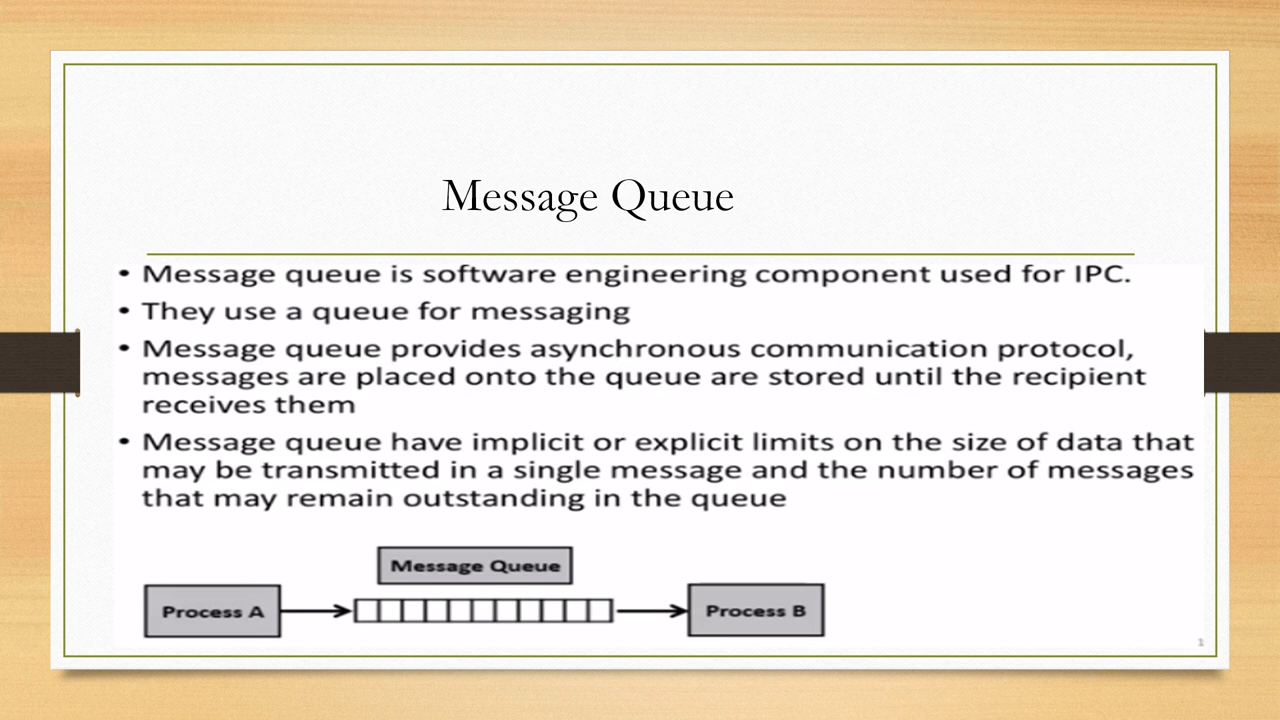 Message Queue
• Message queue is software engineering component used for IPC.
• They use a queue for messaging
• Message queue provides asynchronous communication protocol,
messages are placed onto the queue are stored until the recipient
receives them
• Message queue have implicit or explicit limits on the size of data that
may be transmitted in a single message and the number of messages
that may remain outstanding in the queue
Message Queue
Process A
Process B
1